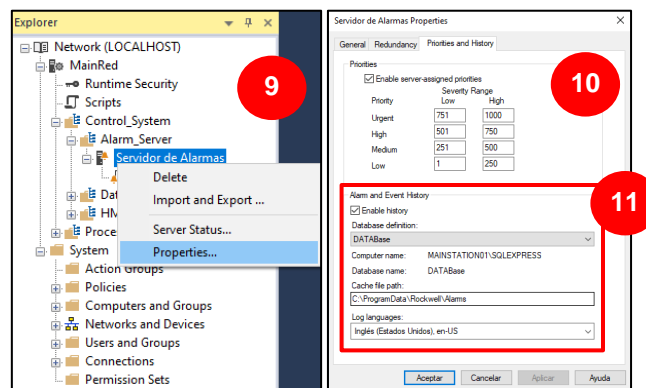 Explorer
Network (LOCALHOST)
MainRed
Runtime Security
Scripts
Control_System
Alarm_Server
Servidor de Alarmas
Delete
Import and Export ...
Server Status...
Properties...
Dat
HM
Proce
System
Action Groups
Policies
Computers and Groups
Networks and Devices
Users and Groups
Connections
Permission Sets
9
Servidor de Alarmas Properties
General Redundancy Priorities and History
Priorities
Enable server-assigned priorities
Severity Range
Priority Low High
Urgent 751 1000
High 501 750
Medium 251 500
Low 1 250
10
Alarm and Event History
Enable history
Database definition:
DATABase
Computer name: MAINSTATION01\SQLEXPRESS
Database name: DATABase
Cache file path:
C:\ProgramData\Rockwell\Alarms
Log languages:
Inglés (Estados Unidos), en-US
11
Aceptar Cancelar Aplicar Ayuda